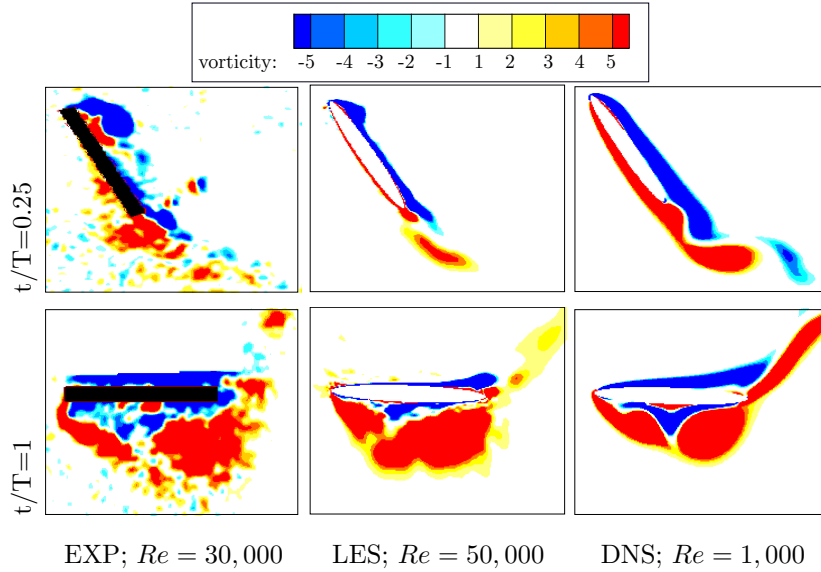 vorticity: -5 -4 -3 -2 -1 1 2 3 4 5
t/T=0.25
t/T=1
EXP; Re = 30,000 LES; Re = 50,000 DNS; Re = 1,000